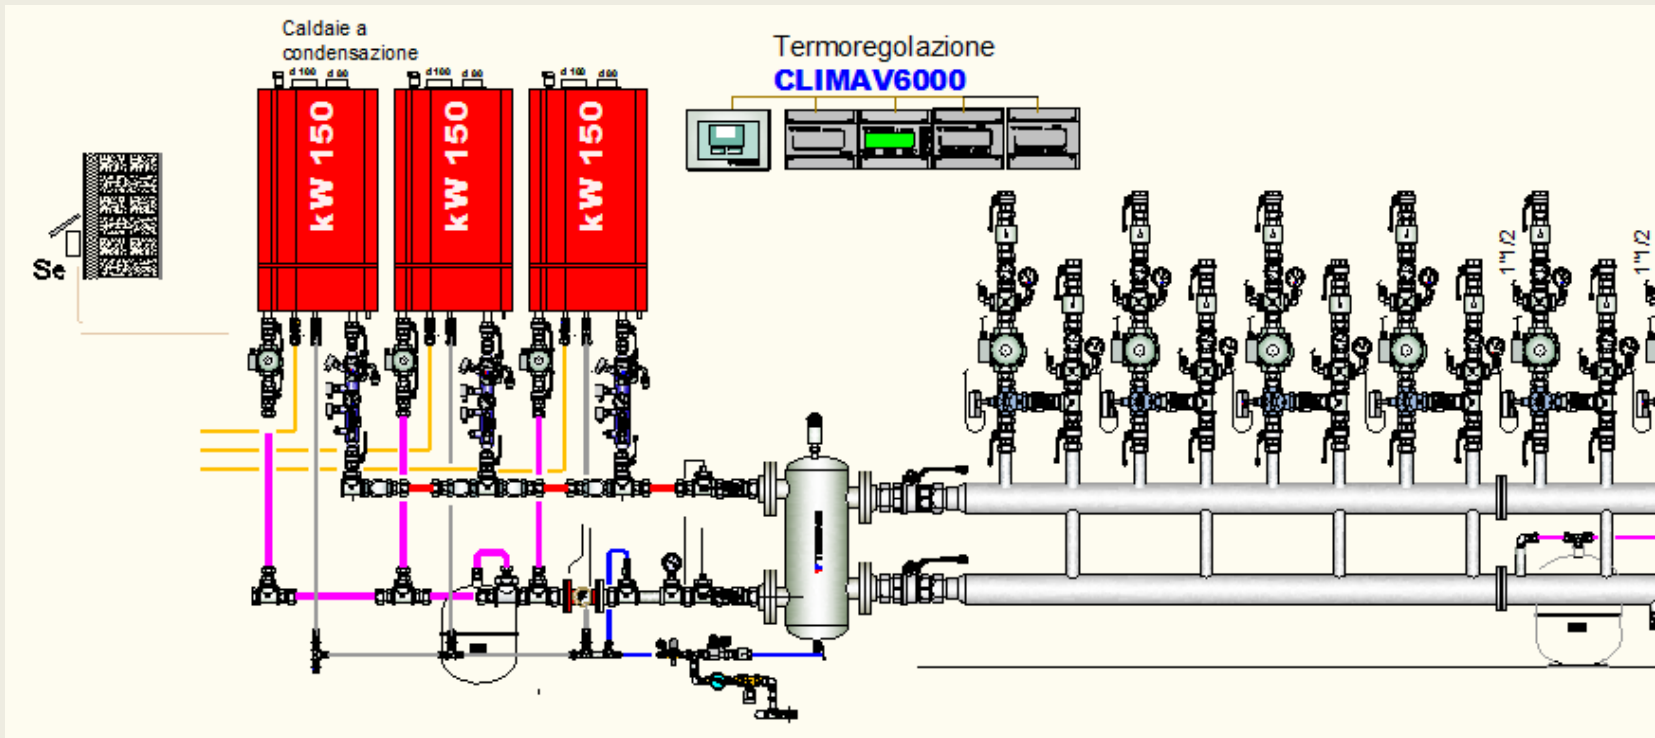 Caldaie a
condensazione
d 100 d 80 d 100 d 80 d 100 d 80
Termoregolazione
CLIMAV6000
kW 150
kW 150
kW 150
Se
1"1/2
1"1/2